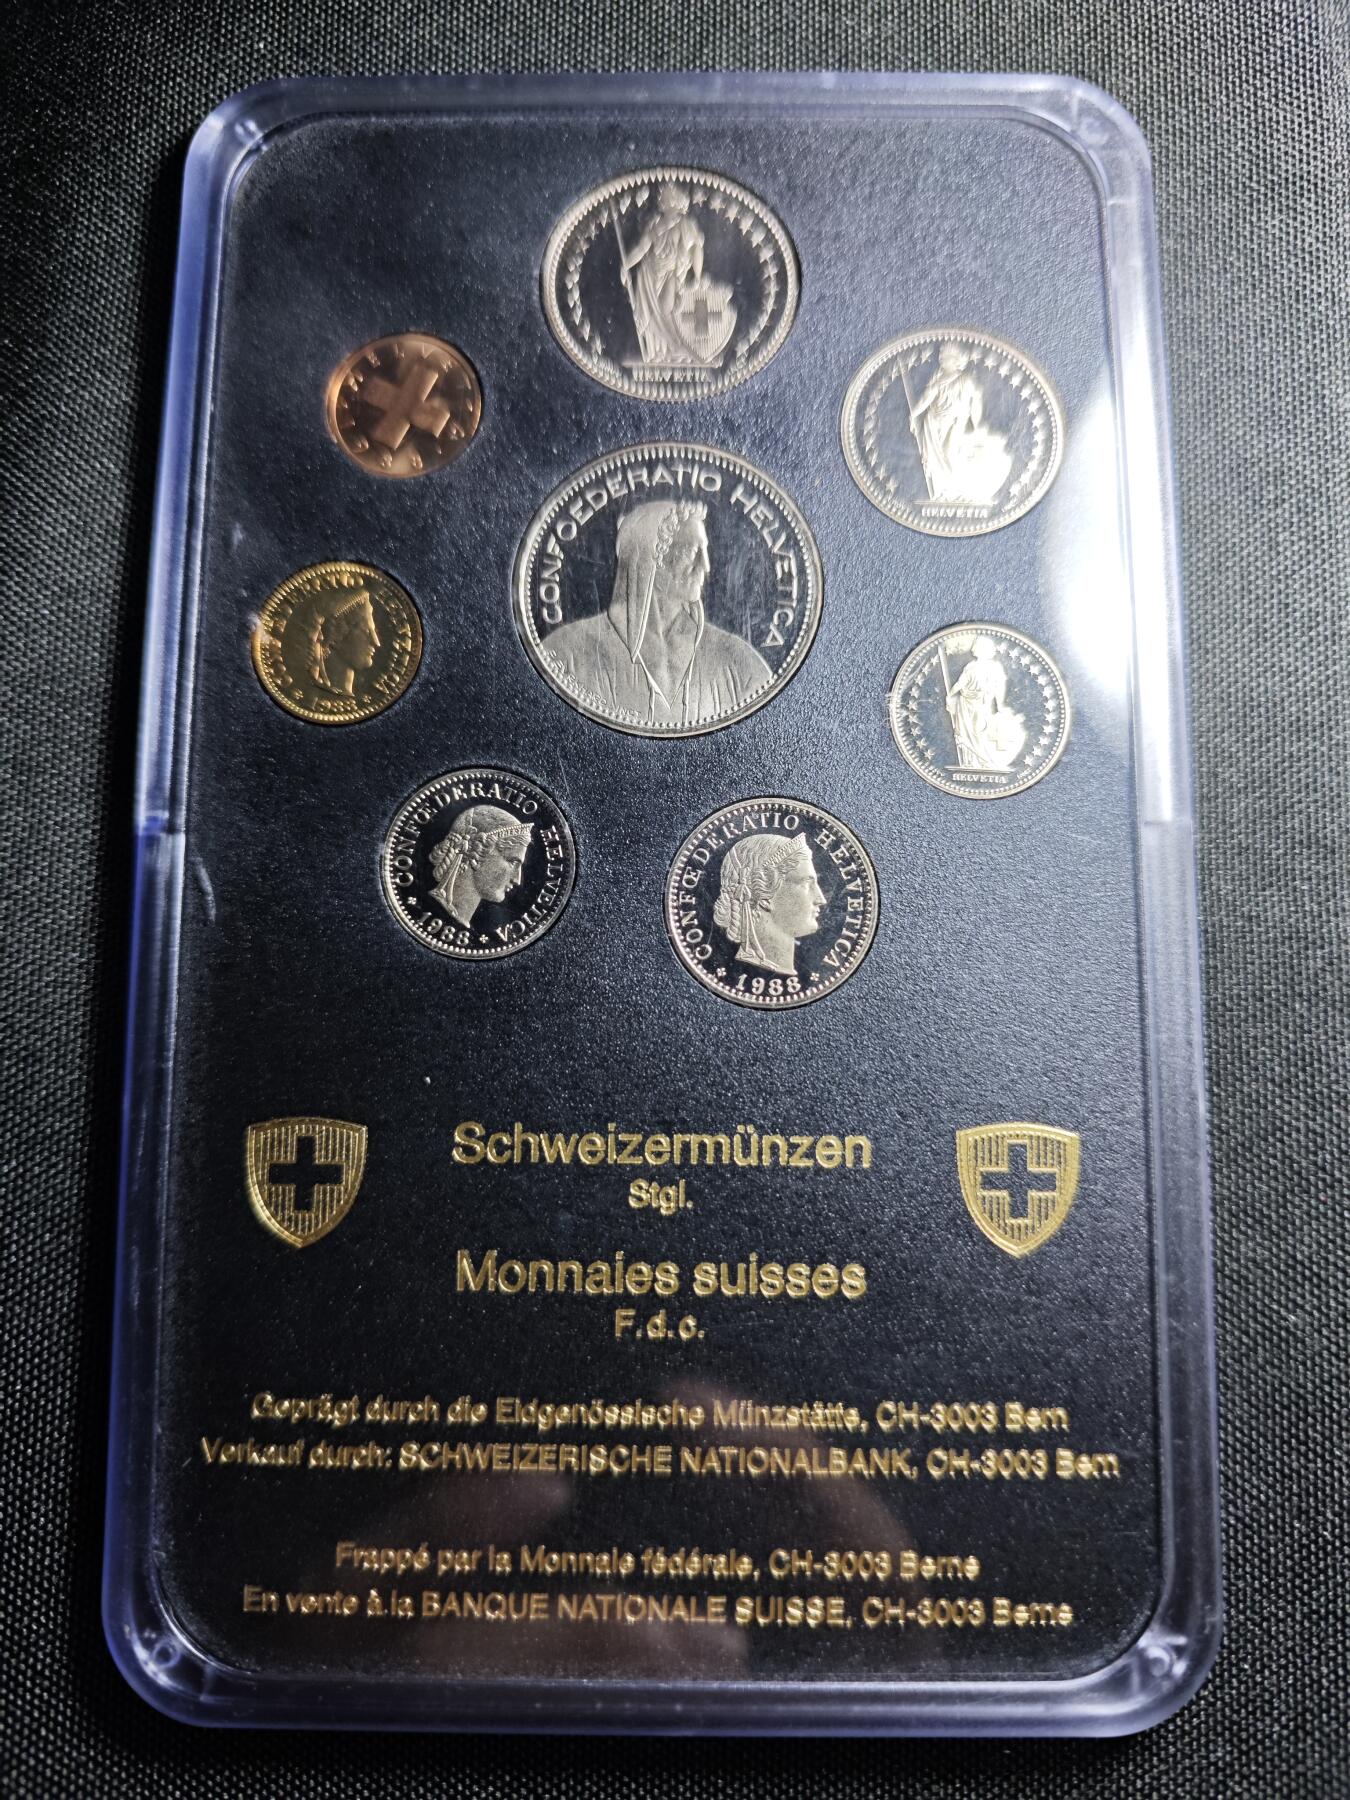 HELVETIA
HELVETIA
CONFOEDERATIO HELVETICA
HELVETIA
1988
CONFŒDERATIO HELVETICA
1988
CONFŒDERATIO HELVETICA
1988
Schweizermünzen
Stgl.
Monnaies suisses
F.d.c.
Geprägt durch die Eidgenössische Münzstätte, CH-3003 Bern
Verkauf durch: SCHWEIZERISCHE NATIONALBANK, CH-3003 Bern
Frappé par la Monnaie fédérale, CH-3003 Berne
En vente à la BANQUE NATIONALE SUISSE, CH-3003 Berne